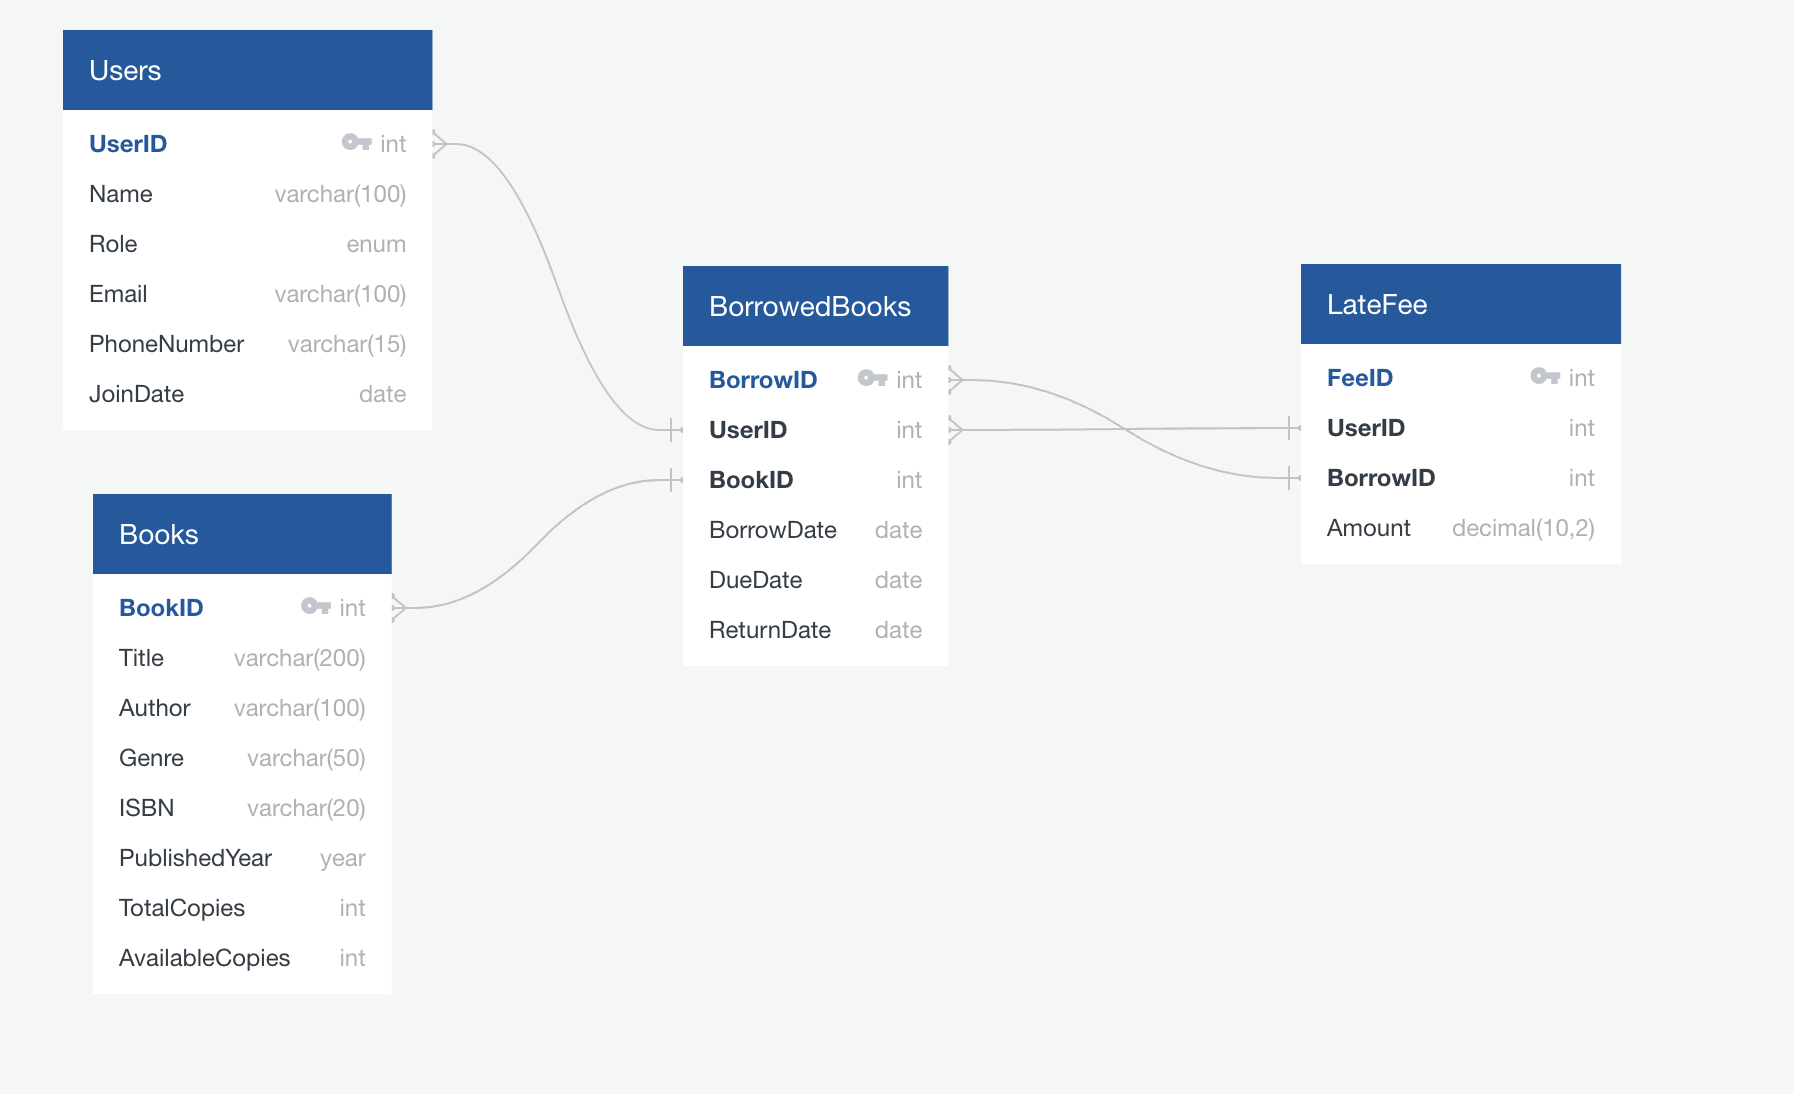 Users
UserID int
Name varchar(100)
Role enum
Email varchar(100)
PhoneNumber varchar(15)
JoinDate date
Books
BookID int
Title varchar(200)
Author varchar(100)
Genre varchar(50)
ISBN varchar(20)
PublishedYear year
TotalCopies int
AvailableCopies int
BorrowedBooks
BorrowID int
UserID int
BookID int
BorrowDate date
DueDate date
ReturnDate date
LateFee
FeeID int
UserID int
BorrowID int
Amount decimal(10,2)